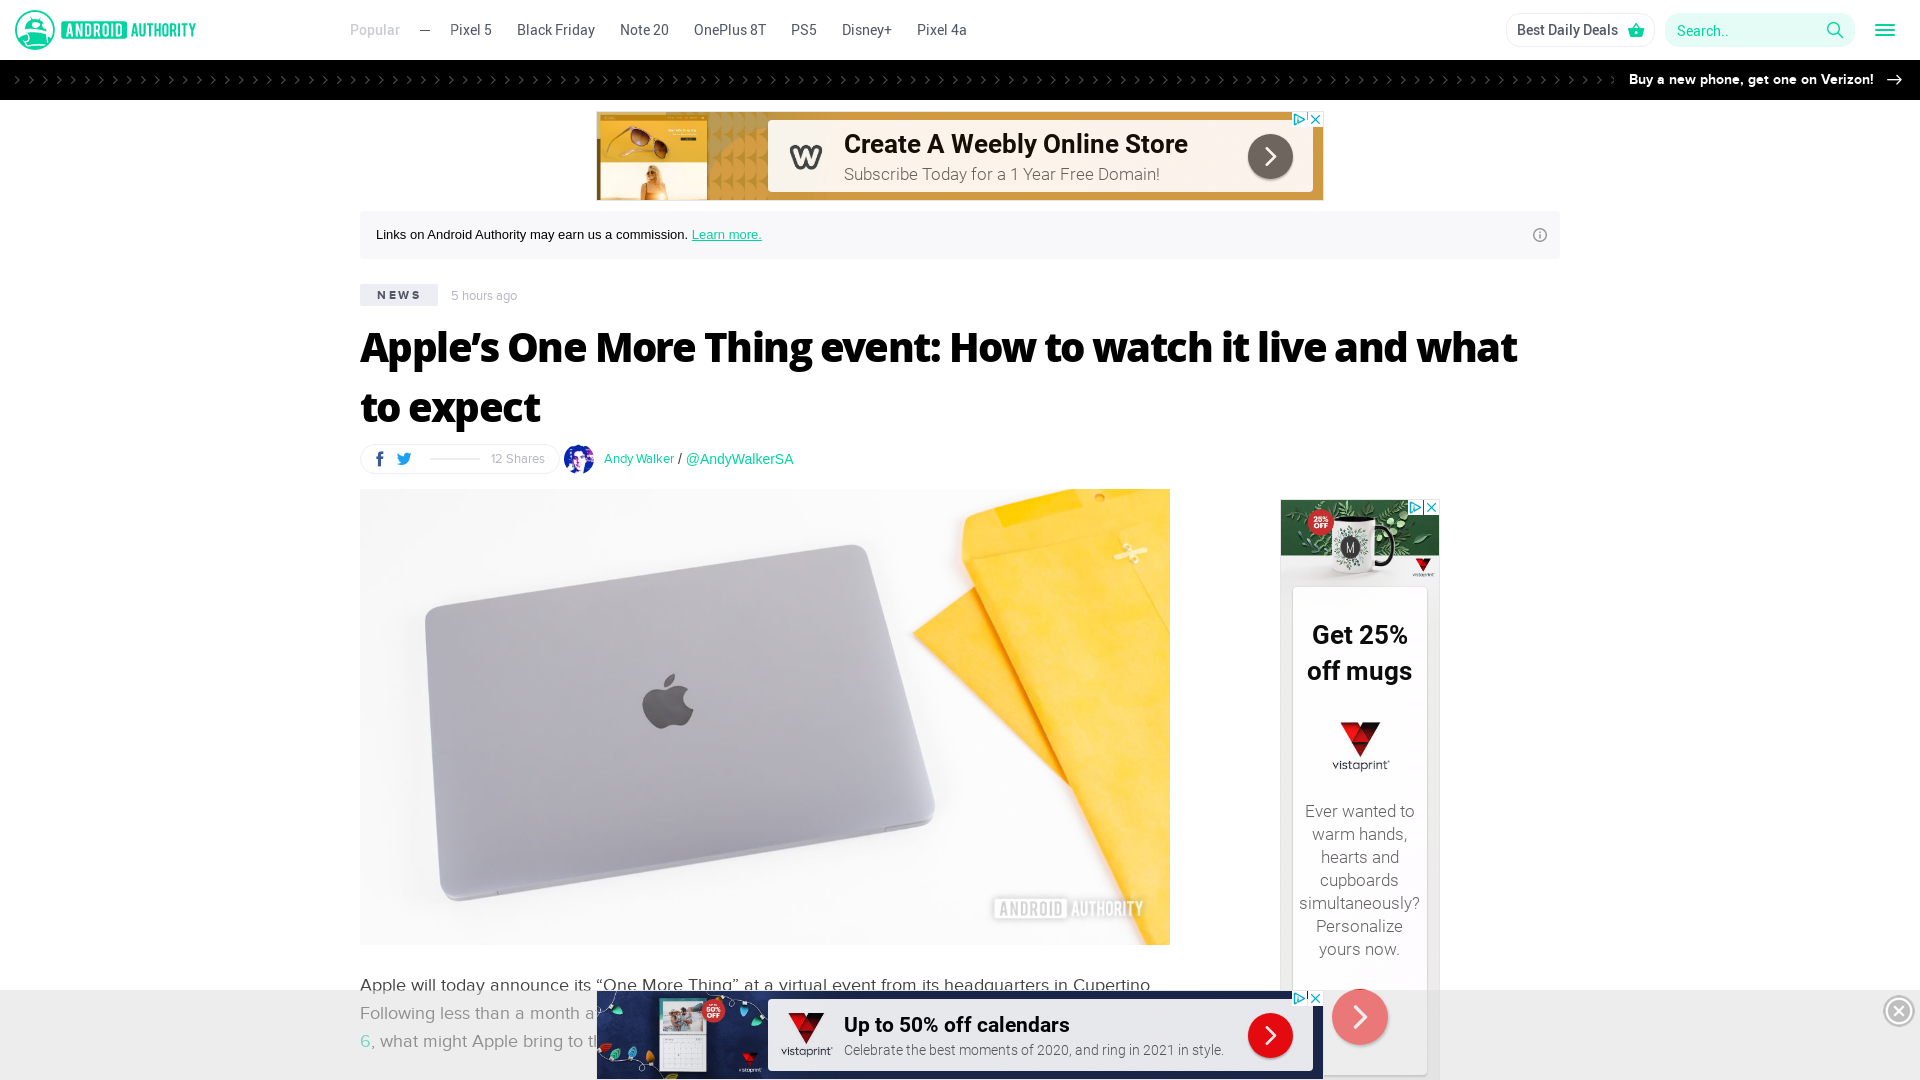 ANDROID AUTHORITY
Popular
Pixel 5
Black Friday
Note 20
OnePlus 8T
PS5
Disney+
Pixel 4a
Best Daily Deals
Search..
Buy a new phone, get one on Verizon!
Create A Weebly Online Store
Subscribe Today for a 1 Year Free Domain!
Links on Android Authority may earn us a commission. Learn more.
NEWS
5 hours ago
Apple’s One More Thing event: How to watch it live and what
to expect
12 Shares
Andy Walker / @AndyWalkerSA
ANDROID AUTHORITY
25%
OFF
M
vistaprint
Get 25%
off mugs
vistaprint
Ever wanted to
warm hands,
hearts and
cupboards
simultaneously?
Personalize
yours now.
Apple will today announce its “One More Thing” at a virtual event from its headquarters in Cupertino
Following less than a month a
6, what might Apple bring to t
50%
OFF
vistaprint
vistaprint
Up to 50% off calendars
Celebrate the best moments of 2020, and ring in 2021 in style.